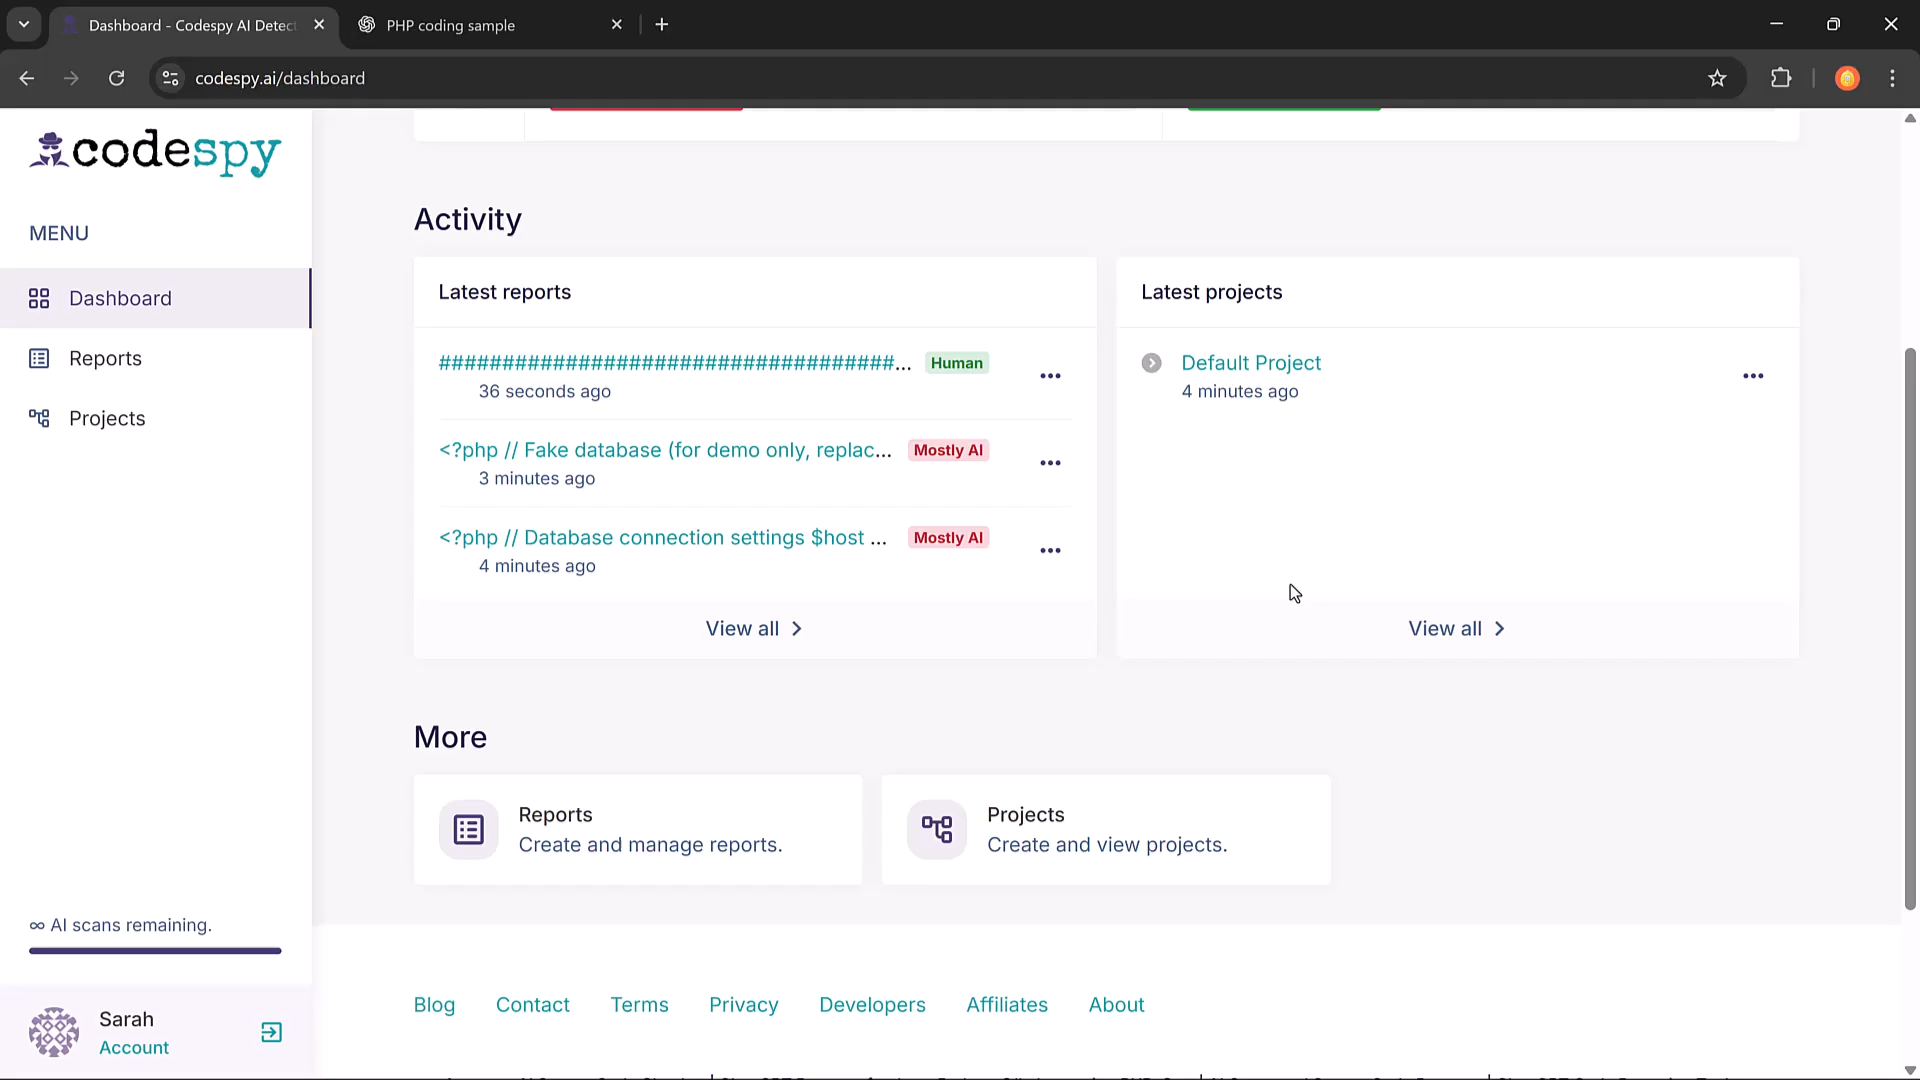 Dashboard - Codespy AI Detect
PHP coding sample
codespy.ai/dashboard
codespy
MENU
Dashboard
Reports
Projects
Activity
Latest reports
####################################... Human
36 seconds ago
<?php // Fake database (for demo only, replac... Mostly AI
3 minutes ago
<?php // Database connection settings $host ... Mostly AI
4 minutes ago
View all
Latest projects
Default Project
4 minutes ago
View all
More
Reports
Create and manage reports.
Projects
Create and view projects.
∞ AI scans remaining.
Sarah
Account
Blog Contact Terms Privacy Developers Affiliates About